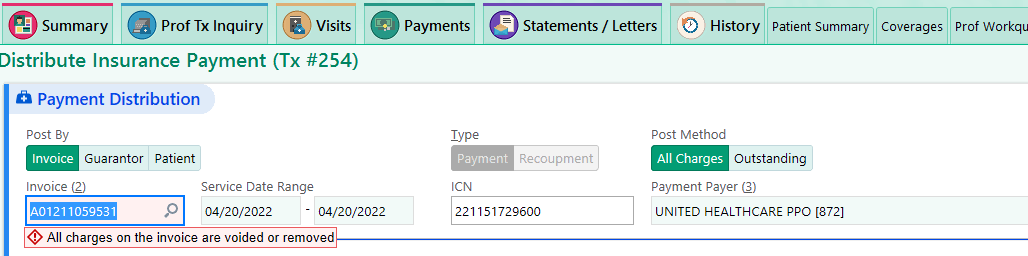 Summary Prof Tx Inquiry Visits Payments Statements / Letters History Patient Summary Coverages Prof Workqu
Distribute Insurance Payment (Tx #254)
Payment Distribution
Post By Type Post Method
Invoice Guarantor Patient Payment Recoupment All Charges Outstanding
Invoice (2) Service Date Range ICN Payment Payer (3)
A01211059531 04/20/2022 - 04/20/2022 221151729600 UNITED HEALTHCARE PPO [872]
All charges on the invoice are voided or removed